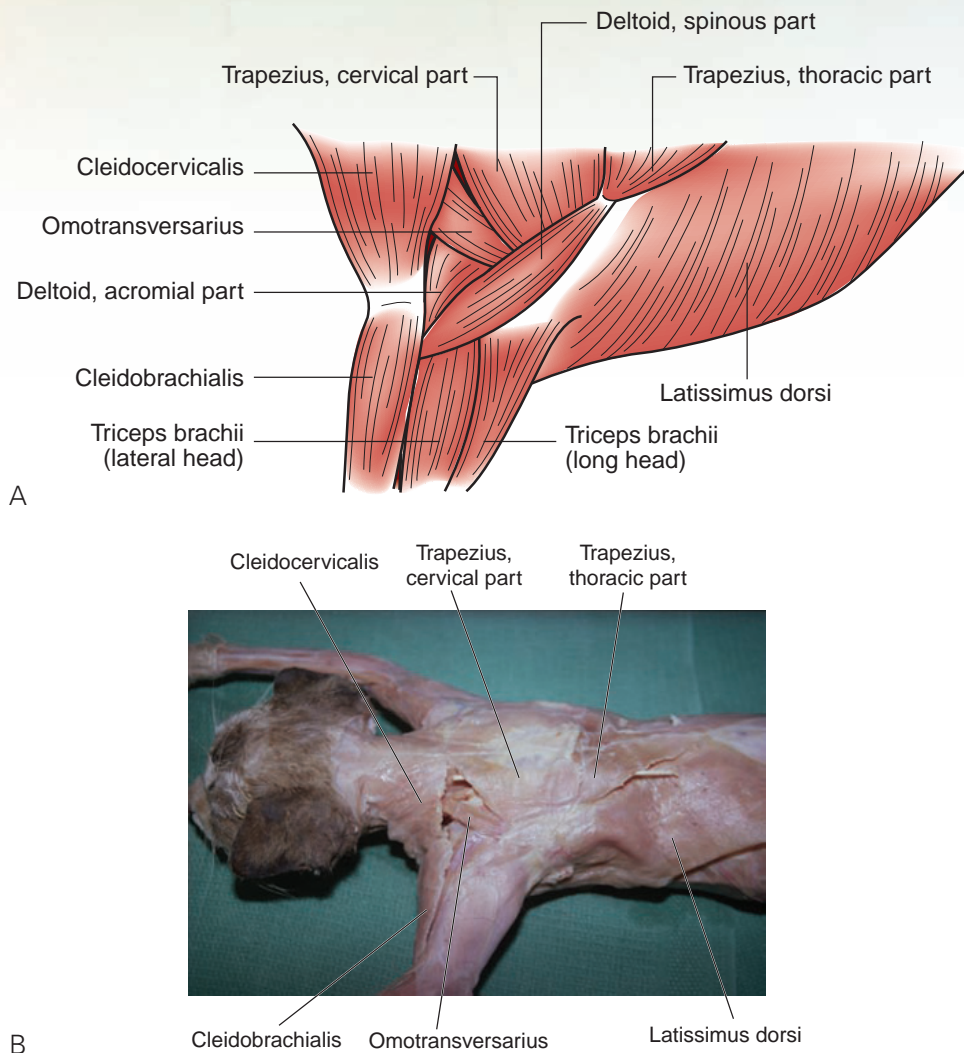 Deltoid, spinous part
Trapezius, cervical part
Trapezius, thoracic part
Cleidocervicalis
Omotransversarius
Deltoid, acromial part
Cleidobrachialis
Latissimus dorsi
Triceps brachii
(lateral head)
Triceps brachii
(long head)
A
Cleidocervicalis
Trapezius,
cervical part
Trapezius,
thoracic part
Cleidobrachialis
Omotransversarius
Latissimus dorsi
B